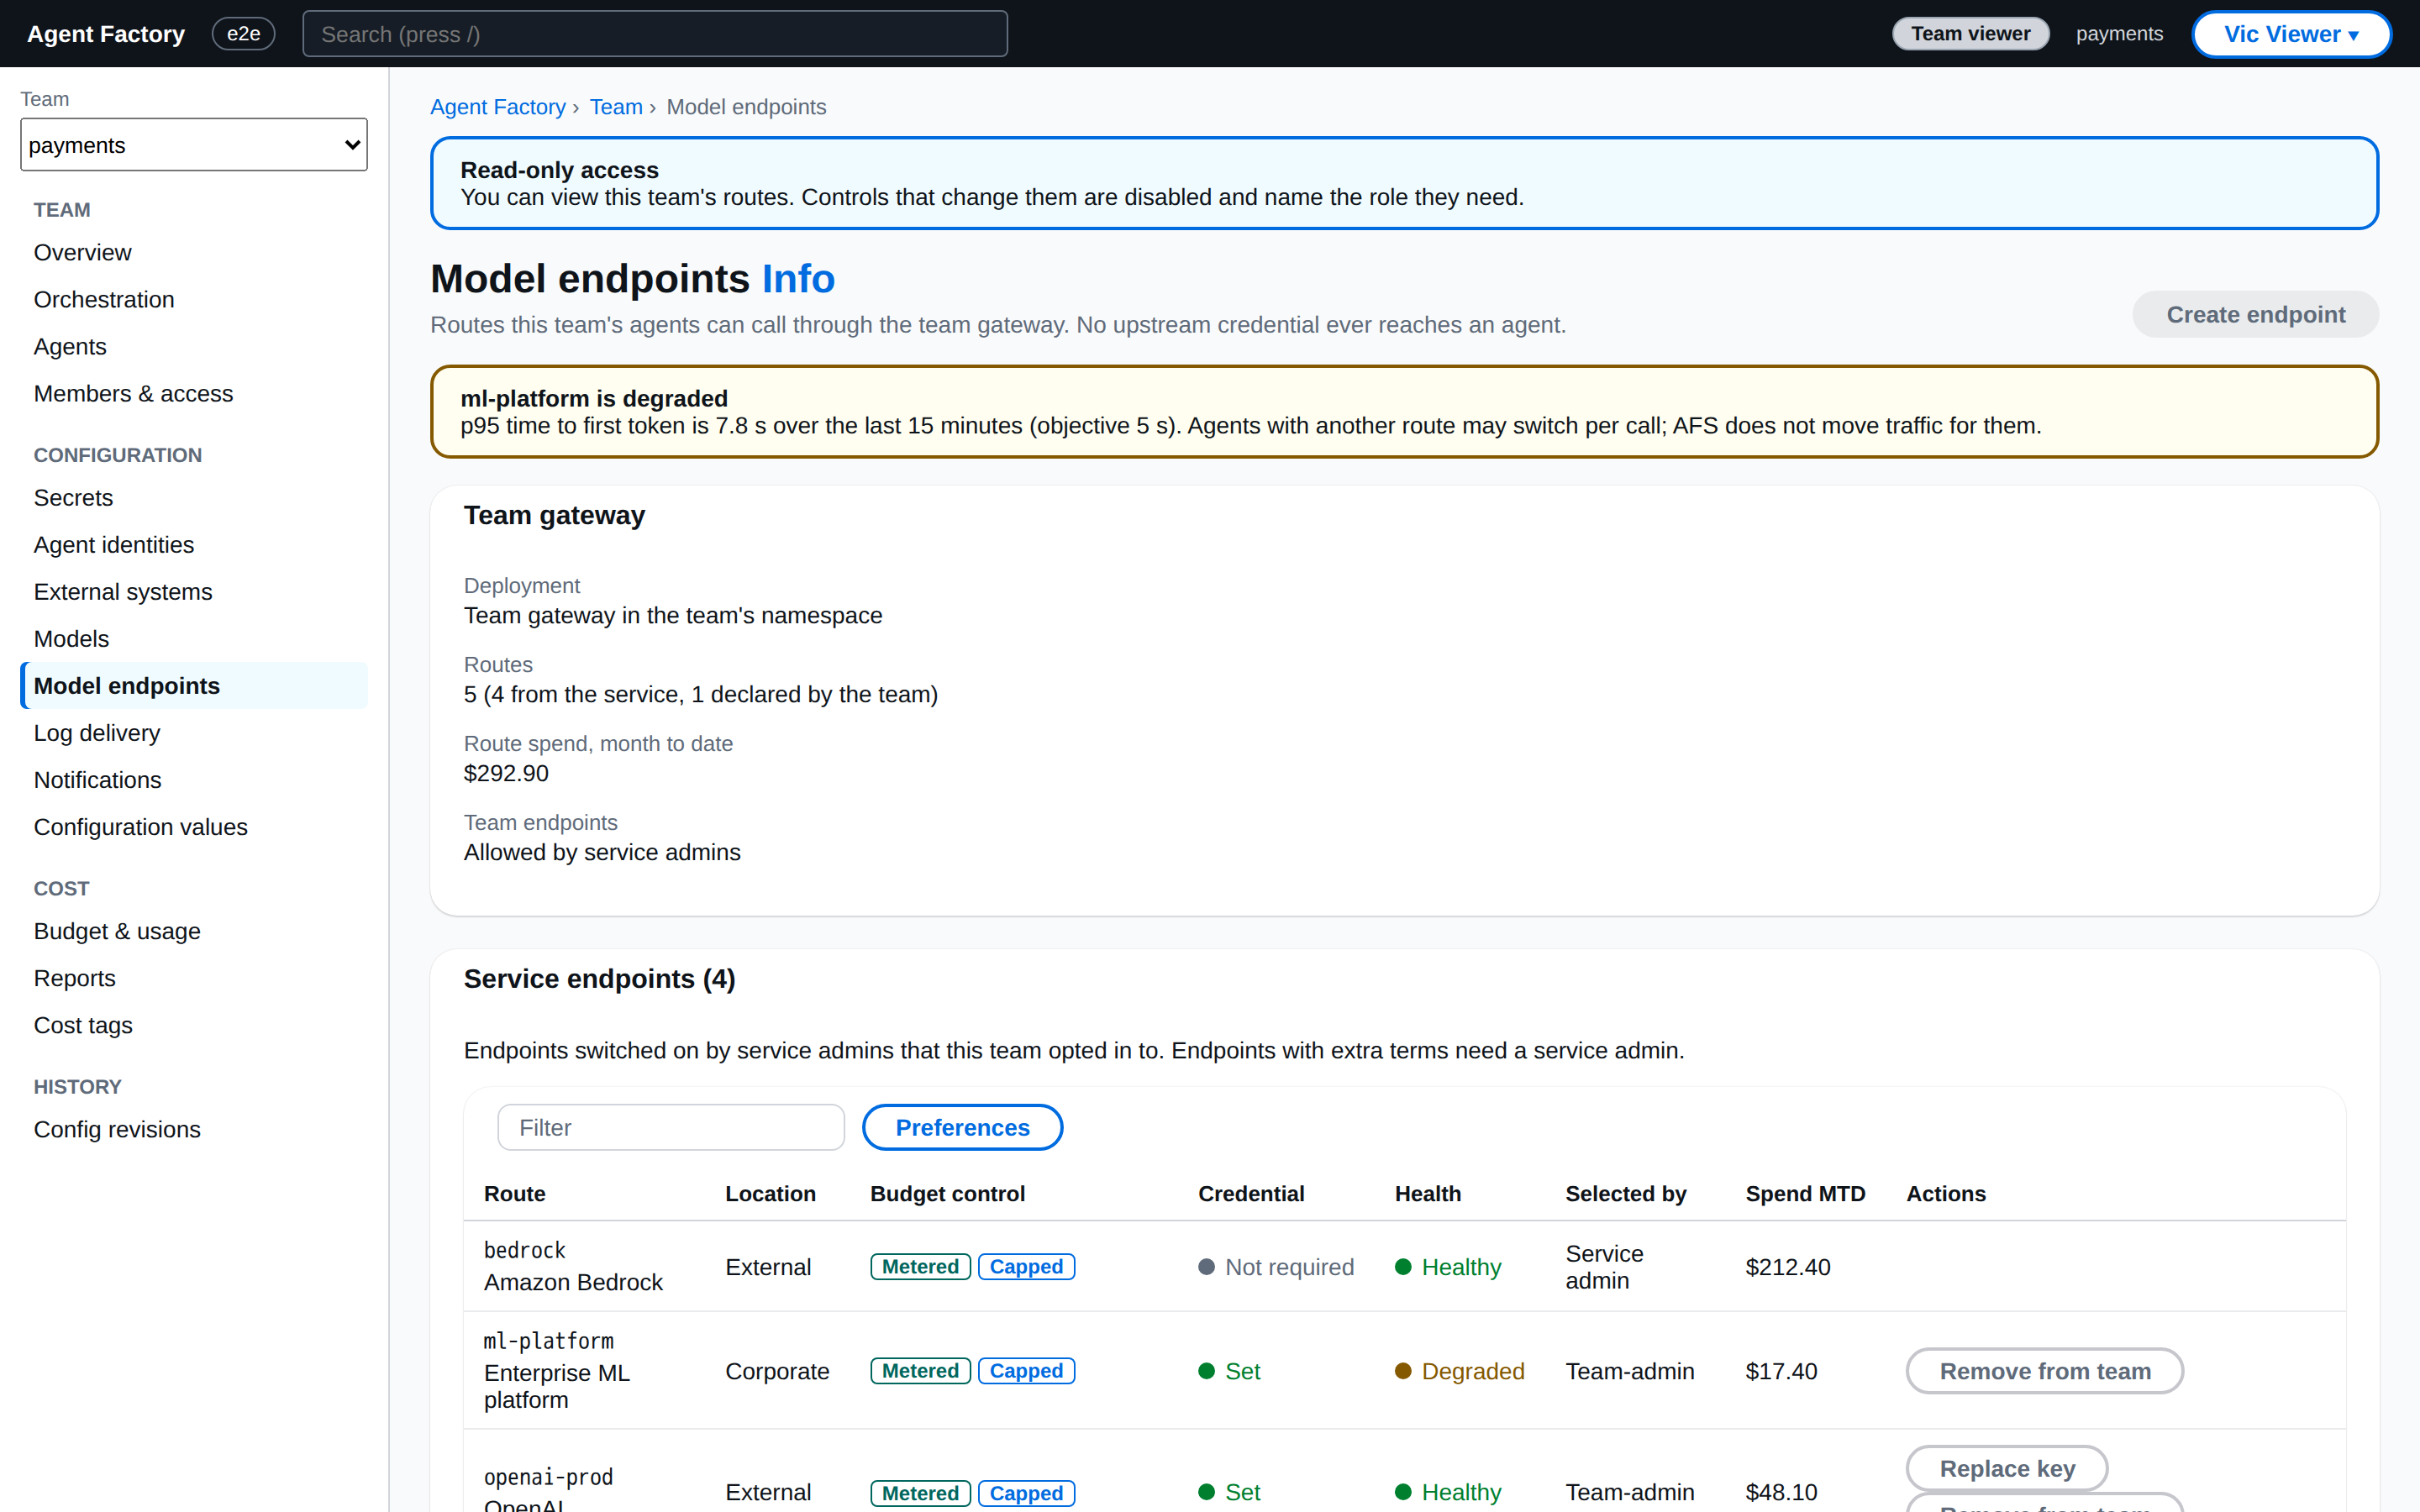 Agent Factory
e2e
Search (press /)
Team viewer
payments
Vic Viewer ▾
Team
payments
TEAM
Overview
Orchestration
Agents
Members & access
CONFIGURATION
Secrets
Agent identities
External systems
Models
Model endpoints
Log delivery
Notifications
Configuration values
COST
Budget & usage
Reports
Cost tags
HISTORY
Config revisions
Agent Factory › Team › Model endpoints
Read-only access
You can view this team's routes. Controls that change them are disabled and name the role they need.
Model endpoints Info
Routes this team's agents can call through the team gateway. No upstream credential ever reaches an agent.
Create endpoint
ml-platform is degraded
p95 time to first token is 7.8 s over the last 15 minutes (objective 5 s). Agents with another route may switch per call; AFS does not move traffic for them.
Team gateway
Deployment
Team gateway in the team's namespace
Routes
5 (4 from the service, 1 declared by the team)
Route spend, month to date
$292.90
Team endpoints
Allowed by service admins
Service endpoints (4)
Endpoints switched on by service admins that this team opted in to. Endpoints with extra terms need a service admin.
Filter
Preferences
Route Location Budget control Credential Health Selected by Spend MTD Actions
bedrock
Amazon Bedrock
External Metered Capped Not required Healthy
Service
admin
$212.40
ml-platform
Enterprise ML
platform
Corporate Metered Capped Set Degraded Team-admin $17.40 Remove from team
openai-prod
OpenAI
External Metered Capped Set Healthy Team-admin $48.10
Replace key
Remove from team